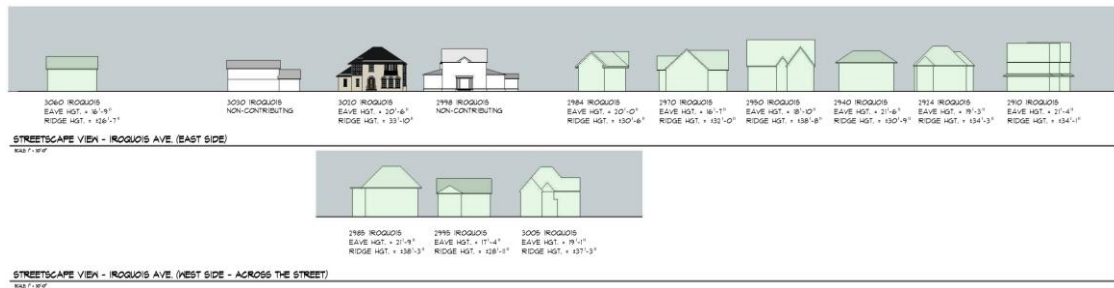 3060 IROQUOIS
EAVE HGT. = 16'-9"
RIDGE HGT. = ±26'-7"
3030 IROQUOIS
NON-CONTRIBUTING
3020 IROQUOIS
EAVE HGT. = 20'-6"
RIDGE HGT. = 33'-10"
2998 IROQUOIS
NON-CONTRIBUTING
2984 IROQUOIS
EAVE HGT. = 20'-0"
RIDGE HGT. = ±30'-6"
2970 IROQUOIS
EAVE HGT. = 16'-7"
RIDGE HGT. = ±32'-0"
2950 IROQUOIS
EAVE HGT. = 18'-10"
RIDGE HGT. = ±38'-8"
2940 IROQUOIS
EAVE HGT. = 21'-6"
RIDGE HGT. = ±30'-9"
2924 IROQUOIS
EAVE HGT. = 19'-3"
RIDGE HGT. = ±34'-3"
2910 IROQUOIS
EAVE HGT. = 21'-4"
RIDGE HGT. = ±34'-1"
STREETSCAPE VIEW - IROQUOIS AVE. (EAST SIDE)
2985 IROQUOIS
EAVE HGT. = 21'-9"
RIDGE HGT. = ±38'-3"
2995 IROQUOIS
EAVE HGT. = 17'-4"
RIDGE HGT. = ±28'-11"
3005 IROQUOIS
EAVE HGT. = 19'-1"
RIDGE HGT. = ±37'-3"
STREETSCAPE VIEW - IROQUOIS AVE. (WEST SIDE - ACROSS THE STREET)